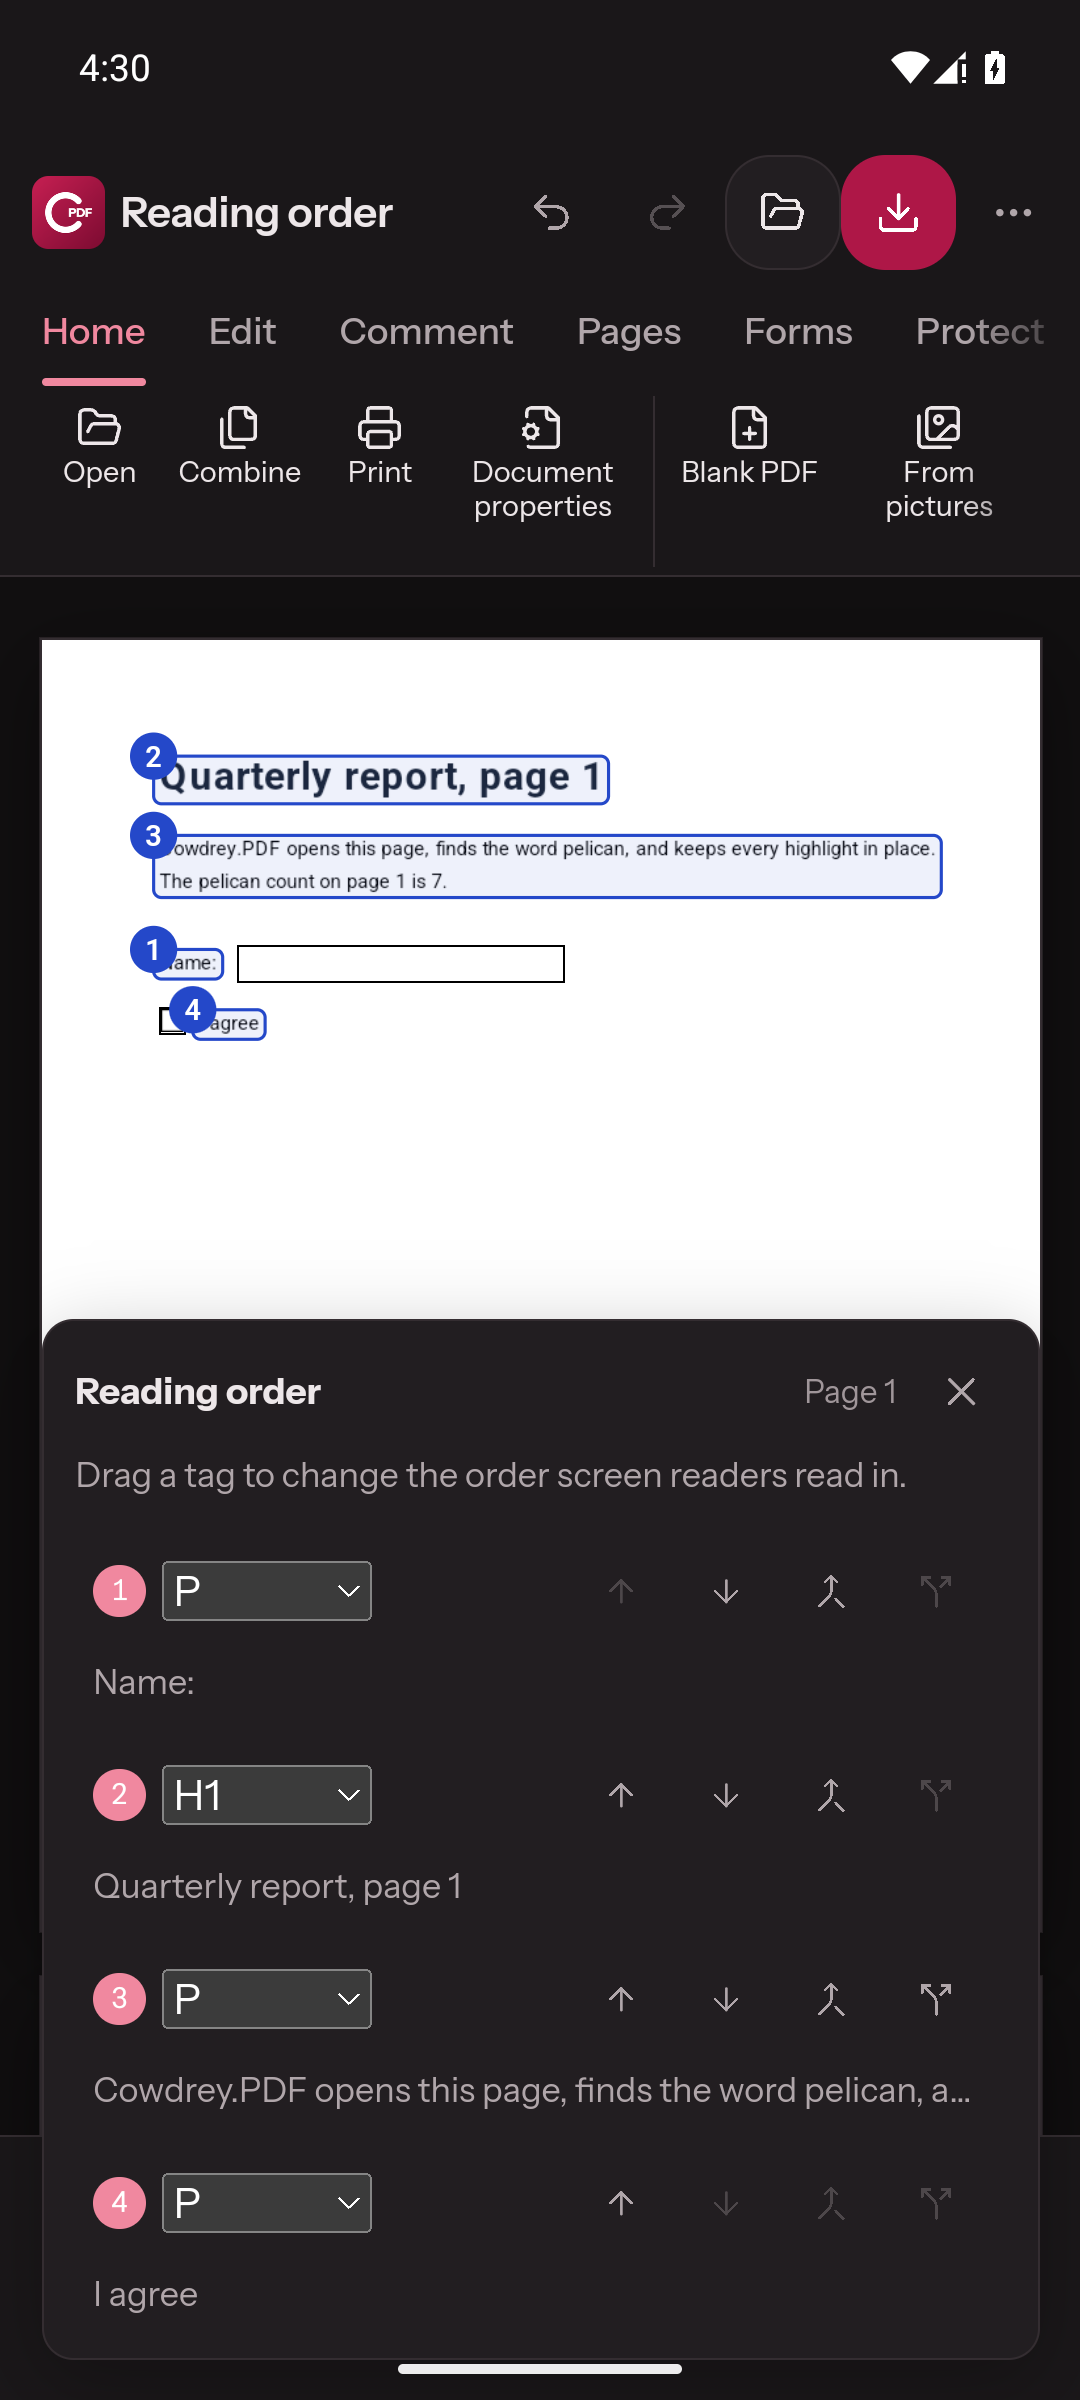 4:30
PDF
Reading order
Home Edit Comment Pages Forms Protect
Open Combine Print Document properties Blank PDF From pictures
2
Quarterly report, page 1
3
owdrey.PDF opens this page, finds the word pelican, and keeps every highlight in place.
The pelican count on page 1 is 7.
1
ame:
4
agree
Reading order Page 1
Drag a tag to change the order screen readers read in.
1 P
Name:
2 H1
Quarterly report, page 1
3 P
Cowdrey.PDF opens this page, finds the word pelican, a...
4 P
I agree